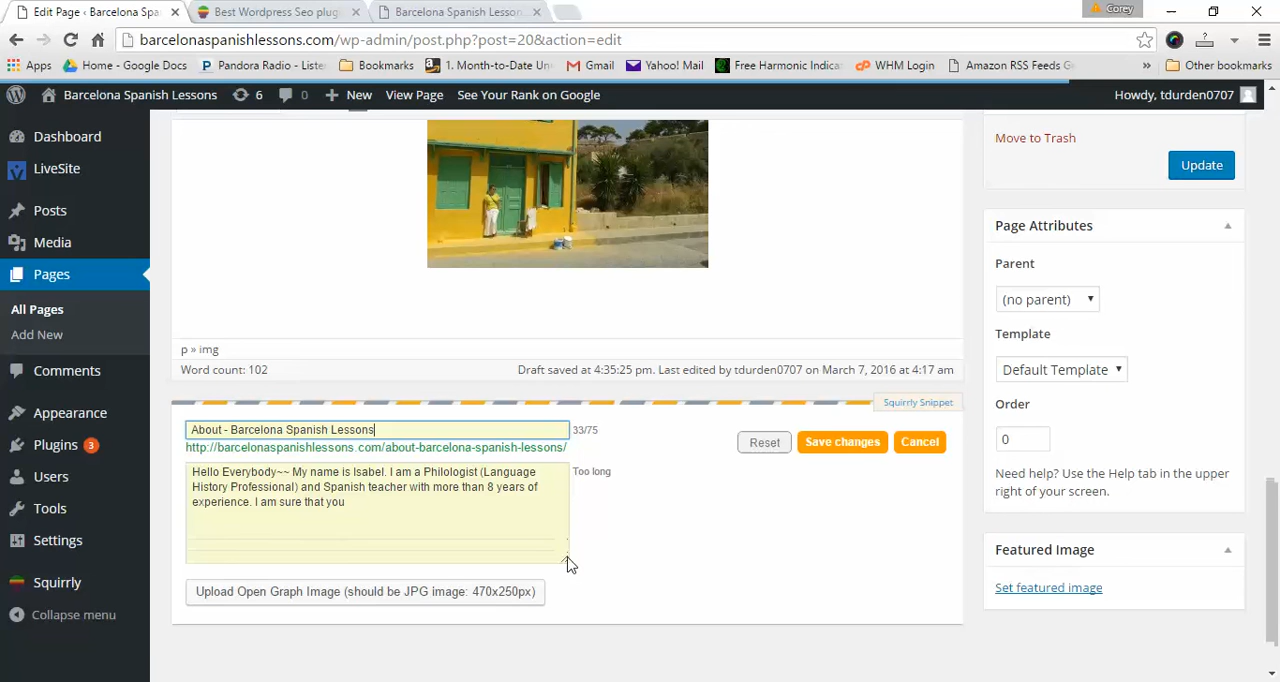 Edit Page ‹ Barcelona Spa
Best Wordpress Seo plug
Barcelona Spanish Lesson
Corey
barcelonaspanishlessons.com/wp-admin/post.php?post=20&action=edit
Apps
Home - Google Docs
Pandora Radio - Liste
Bookmarks
1. Month-to-Date Un
Gmail
Yahoo! Mail
Free Harmonic Indica
WHM Login
Amazon RSS Feeds G
»
Other bookmarks
Barcelona Spanish Lessons
6
0
New
View Page
See Your Rank on Google
Howdy, tdurden0707
Dashboard
LiveSite
Posts
Media
Pages
All Pages
Add New
Comments
Appearance
Plugins 3
Users
Tools
Settings
Squirrly
Collapse menu
p » img
Word count: 102
Draft saved at 4:35:25 pm. Last edited by tdurden0707 on March 7, 2016 at 4:17 am
Squirrly Snippet
About - Barcelona Spanish Lessons
33/75
http://barcelonaspanishlessons.com/about-barcelona-spanish-lessons/
Reset
Save changes
Cancel
Hello Everybody~~ My name is Isabel. I am a Philologist (Language
History Professional) and Spanish teacher with more than 8 years of
experience. I am sure that you
Too long
Upload Open Graph Image (should be JPG image: 470x250px)
Move to Trash
Update
Page Attributes
Parent
(no parent)
Template
Default Template
Order
0
Need help? Use the Help tab in the upper
right of your screen.
Featured Image
Set featured image